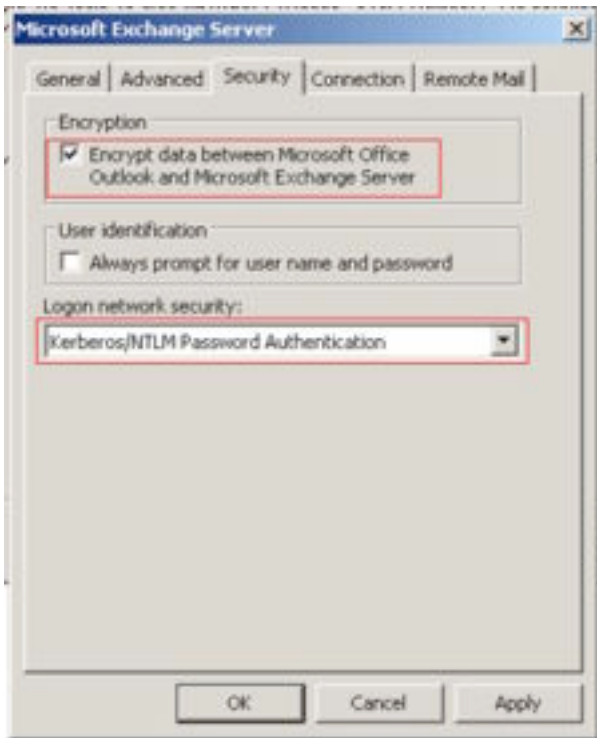 Microsoft Exchange Server
General Advanced Security Connection Remote Mail
Encryption
Encrypt data between Microsoft Office
Outlook and Microsoft Exchange Server
User identification
Always prompt for user name and password
Logon network security:
Kerberos/NTLM Password Authentication
OK Cancel Apply